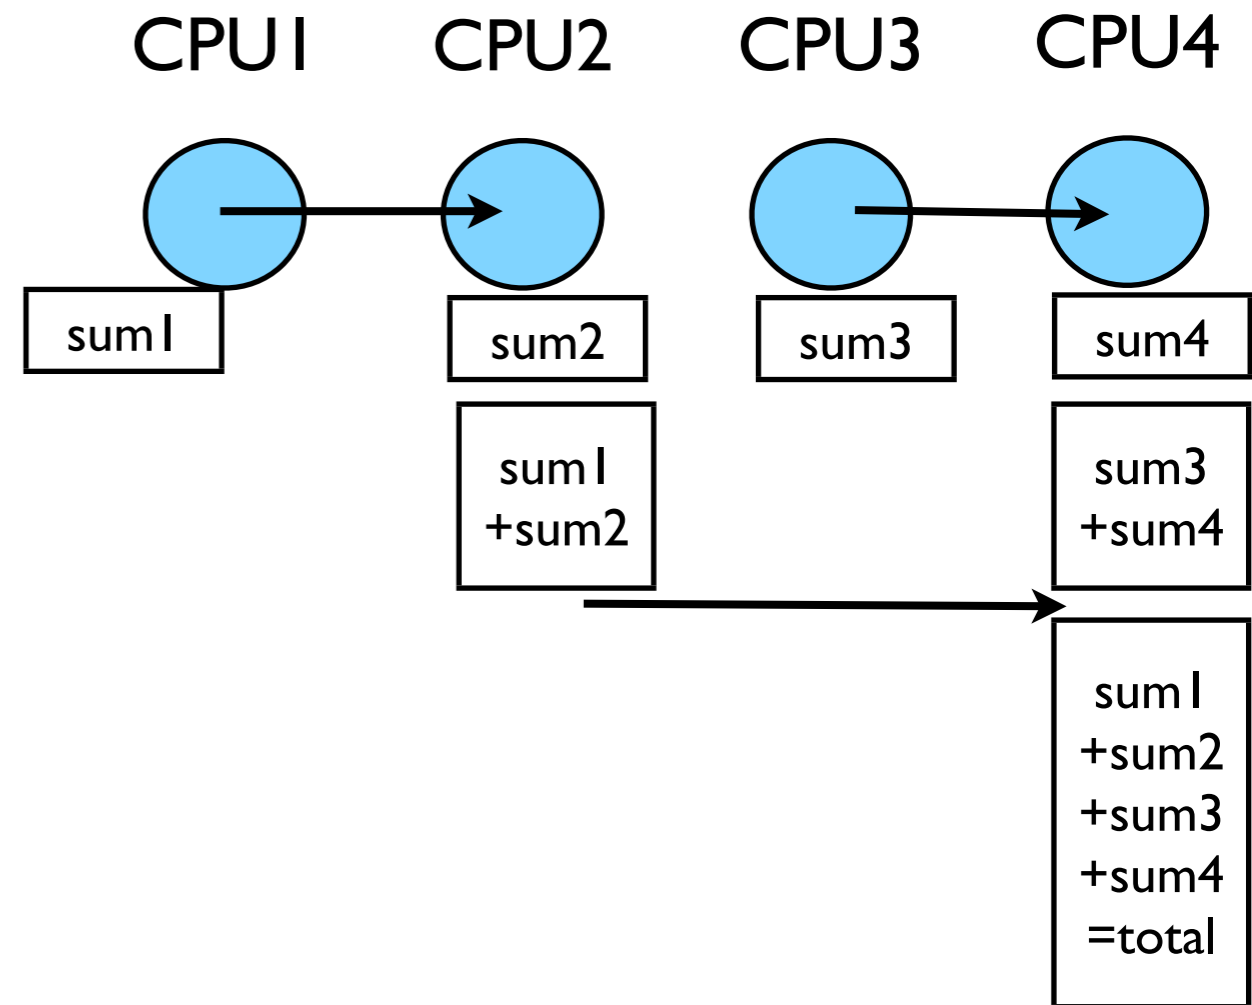 CPU1 CPU2 CPU3 CPU4
sum1 sum2 sum3 sum4
sum1
+sum2
sum3
+sum4
sum1
+sum2
+sum3
+sum4
=total